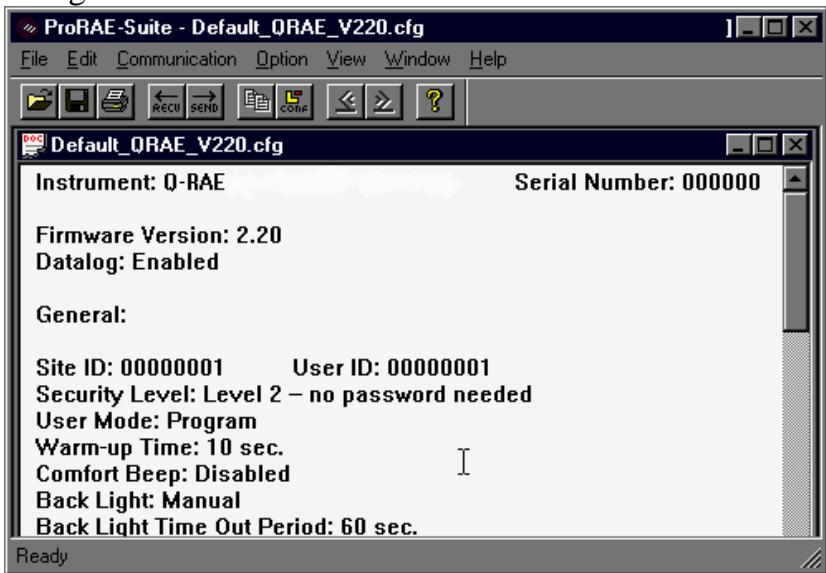 ProRAE-Suite - Default_QRAE_V220.cfg
File Edit Communication Option View Window Help
RECV SEND CONF ?
DOC Default_QRAE_V220.cfg
Instrument: Q-RAE Serial Number: 000000
Firmware Version: 2.20
Datalog: Enabled
General:
Site ID: 00000001 User ID: 00000001
Security Level: Level 2 – no password needed
User Mode: Program
Warm-up Time: 10 sec.
Comfort Beep: Disabled
Back Light: Manual
Back Light Time Out Period: 60 sec.
Ready